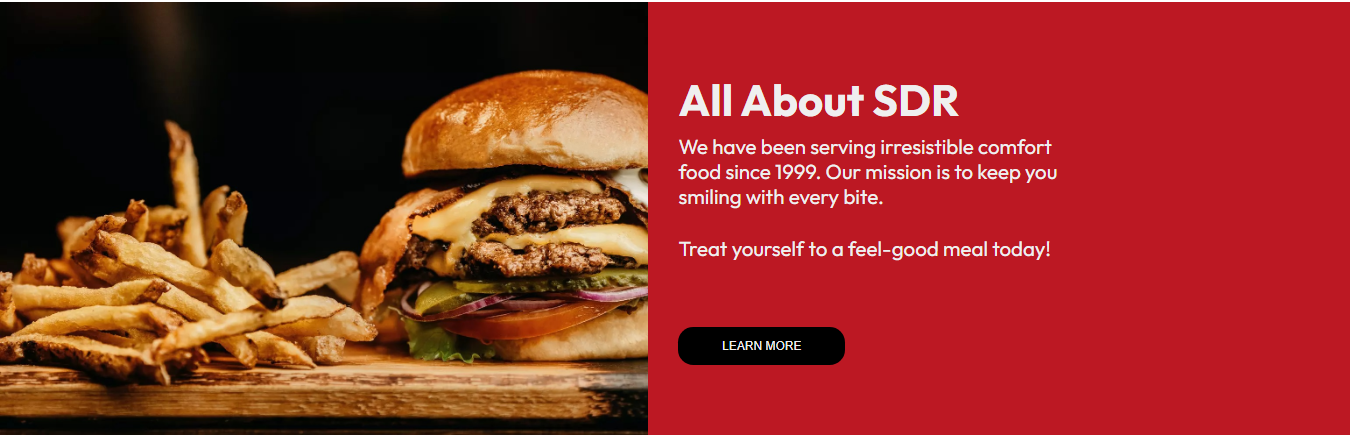 All About SDR
We have been serving irresistible comfort
food since 1999. Our mission is to keep you
smiling with every bite.
Treat yourself to a feel-good meal today!
LEARN MORE